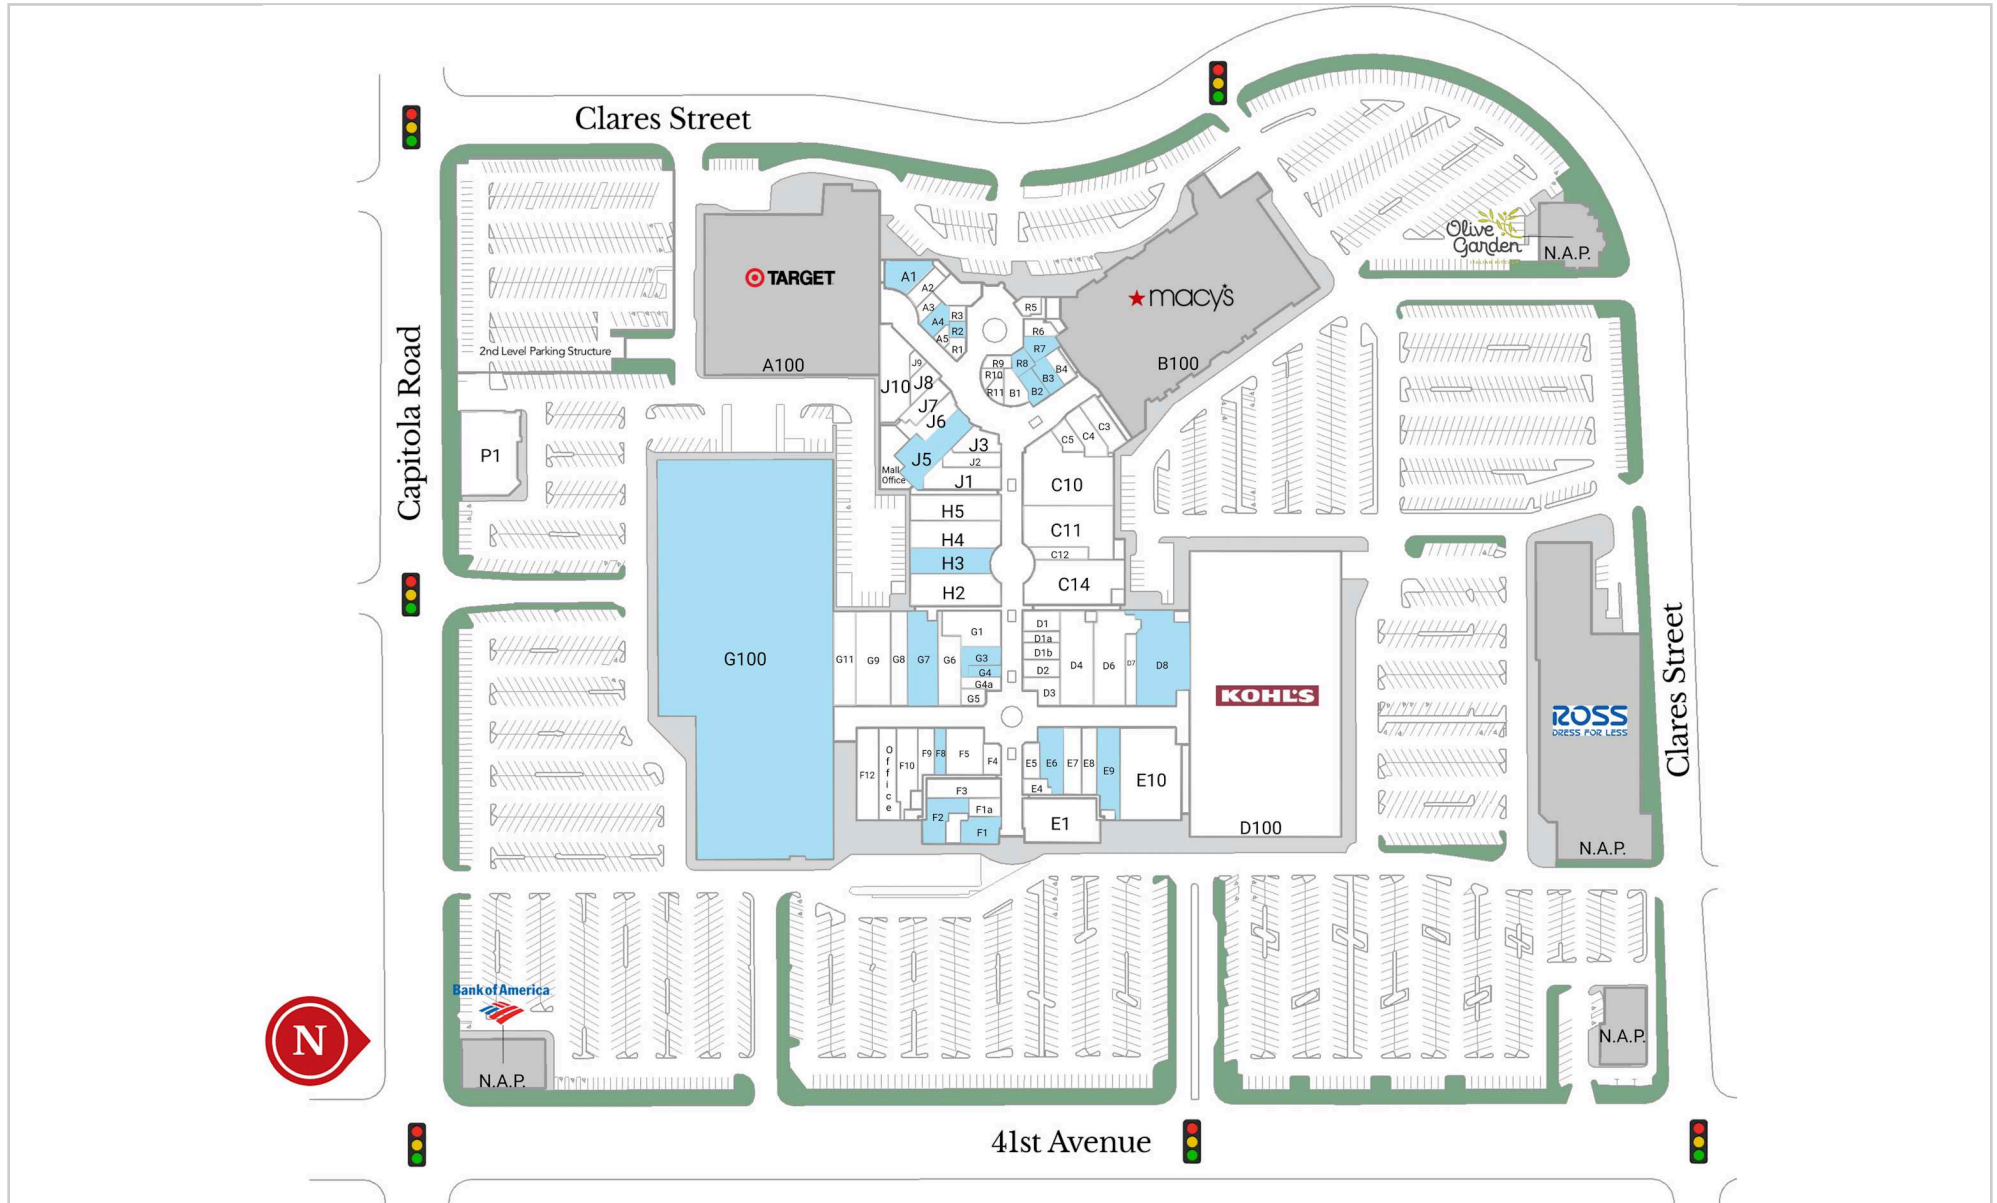 Clares Street
Olive
Garden
N.A.P.
TARGET
A100
macy's
B100
2nd Level Parking Structure
Capitola Road
P1
A1
A2
A3
A4
A5
R3
R2
R1
R5
R6
R7
R8
R9
R10
R11
B1
B2
B3
B4
J10
J9
J8
J7
J6
J5
J3
J2
J1
Mall
Office
C5
C4
C3
C10
C11
C12
C14
H5
H4
H3
H2
G100
G11
G9
G8
G7
G6
G1
G3
G4
G4a
G5
D1
D1a
D1b
D2
D3
D4
D6
D7
D8
KOHL'S
D100
ROSS
DRESS FOR LESS
N.A.P.
Clares Street
F12
Office
F10
F9
F8
F5
F4
F3
F2
F1a
F1
E5
E4
E6
E7
E8
E9
E10
E1
Bank of America
N.A.P.
N.A.P.
N
41st Avenue